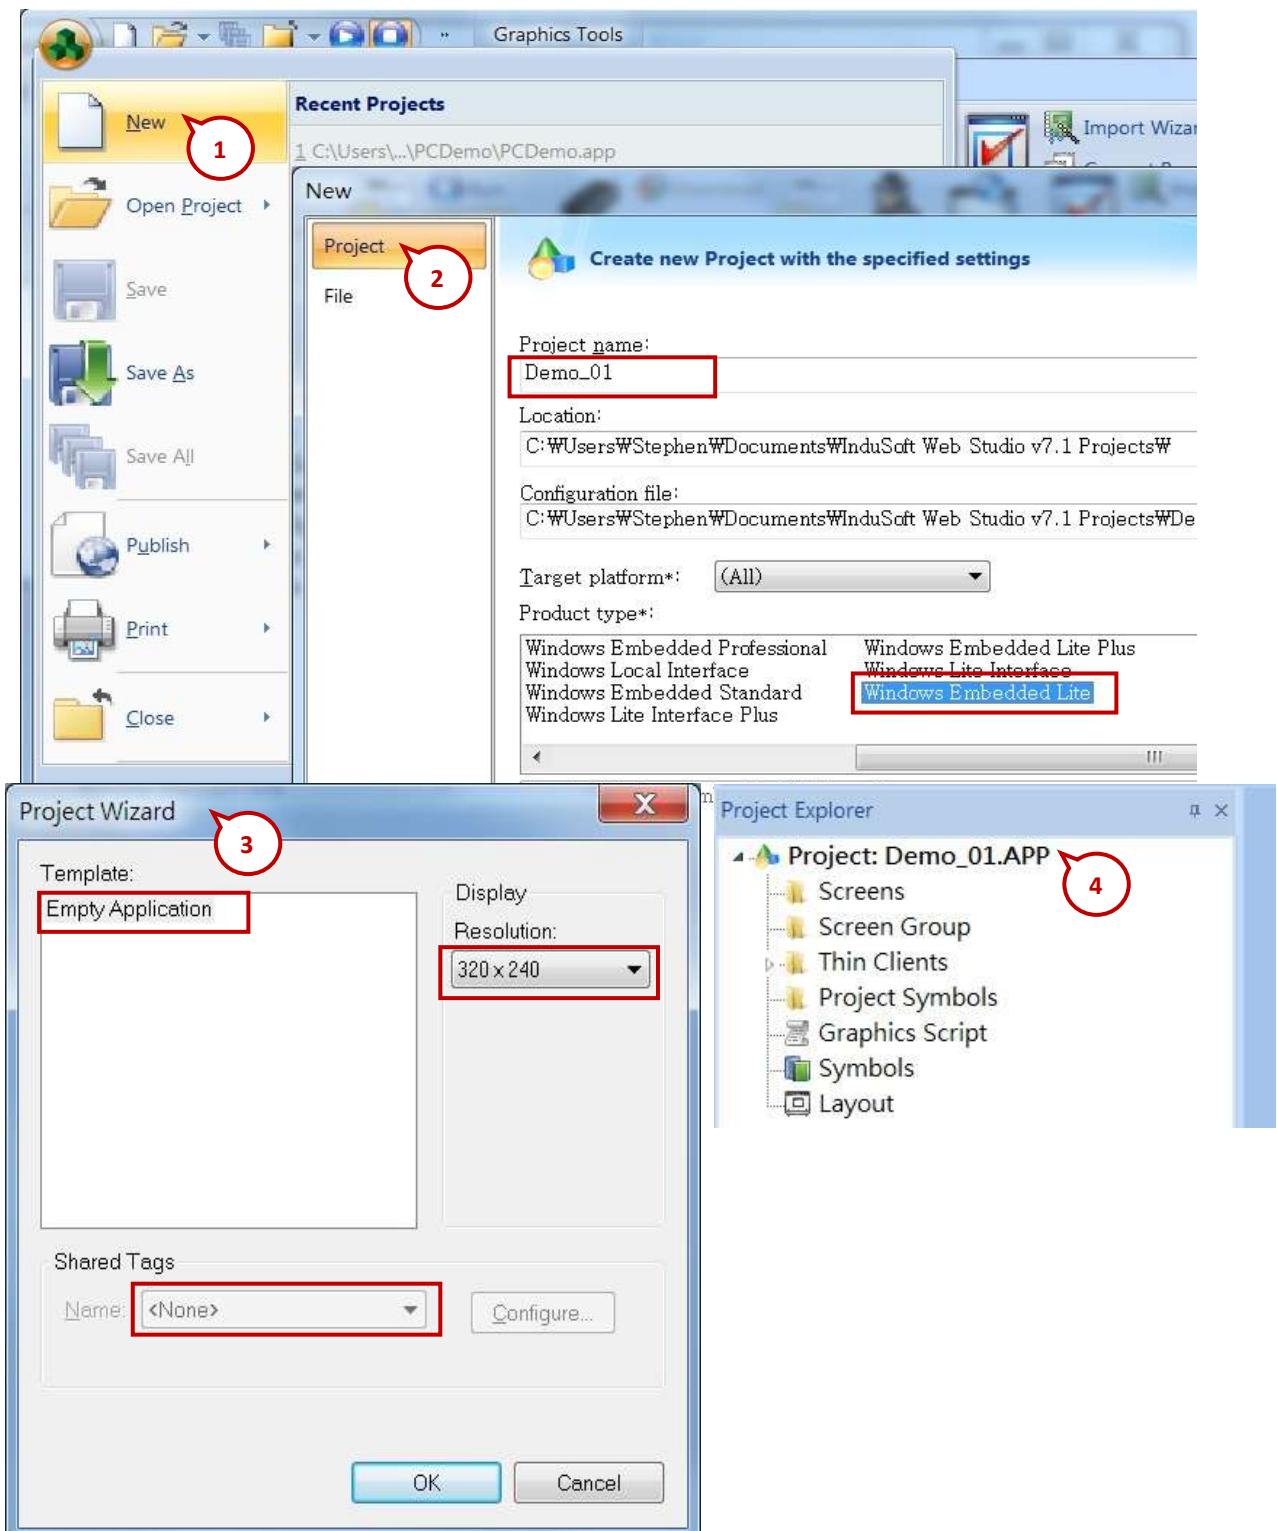 Graphics Tools
New
1
Recent Projects
1 C:\Users\...\PCDemo\PCDemo.app
Import Wizar
Open Project
Save
Save As
Save All
Publish
Print
Close
New
Project
2
File
Create new Project with the specified settings
Project name:
Demo_01
Location:
C:₩Users₩Stephen₩Documents₩InduSoft Web Studio v7.1 Projects₩
Configuration file:
C:₩Users₩Stephen₩Documents₩InduSoft Web Studio v7.1 Projects₩De
Target platform*: (All)
Product type*:
Windows Embedded Professional Windows Embedded Lite Plus
Windows Local Interface Windows Lite Interface
Windows Embedded Standard Windows Embedded Lite
Windows Lite Interface Plus
Project Wizard
3
Template:
Empty Application
Display
Resolution:
320 x 240
Shared Tags
Name: <None>
Configure...
OK Cancel
Project Explorer
Project: Demo_01.APP
4
Screens
Screen Group
Thin Clients
Project Symbols
Graphics Script
Symbols
Layout